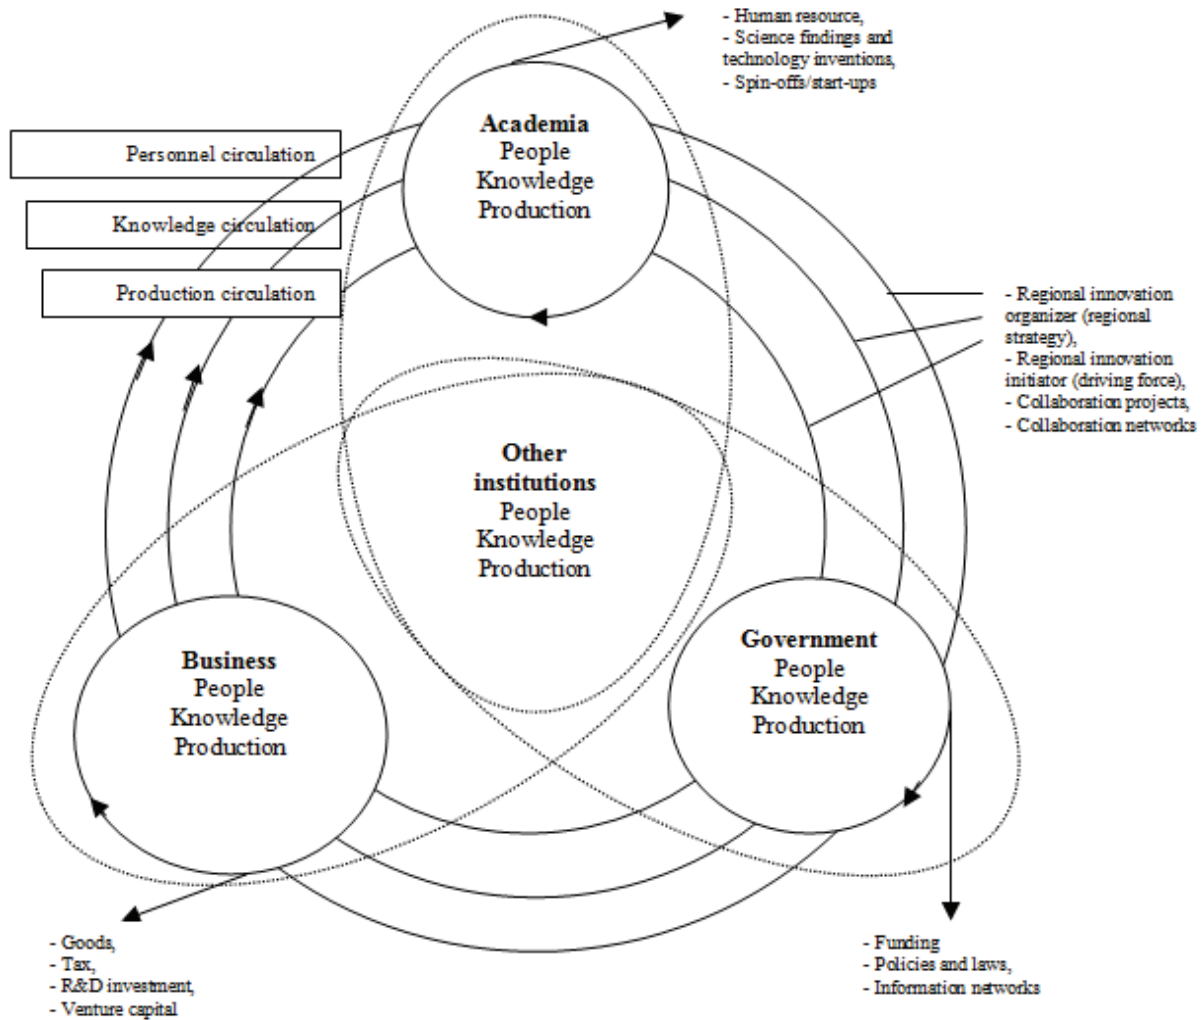 - Human resource,
- Science findings and
technology inventions,
- Spin-offs/start-ups
Academia
People
Knowledge
Production
Personnel circulation
Knowledge circulation
Production circulation
- Regional innovation
organizer (regional
strategy),
- Regional innovation
initiator (driving force),
- Collaboration projects,
- Collaboration networks
Other
institutions
People
Knowledge
Production
Business
People
Knowledge
Production
Government
People
Knowledge
Production
- Goods,
- Tax,
- R&D investment,
- Venture capital
- Funding
- Policies and laws,
- Information networks